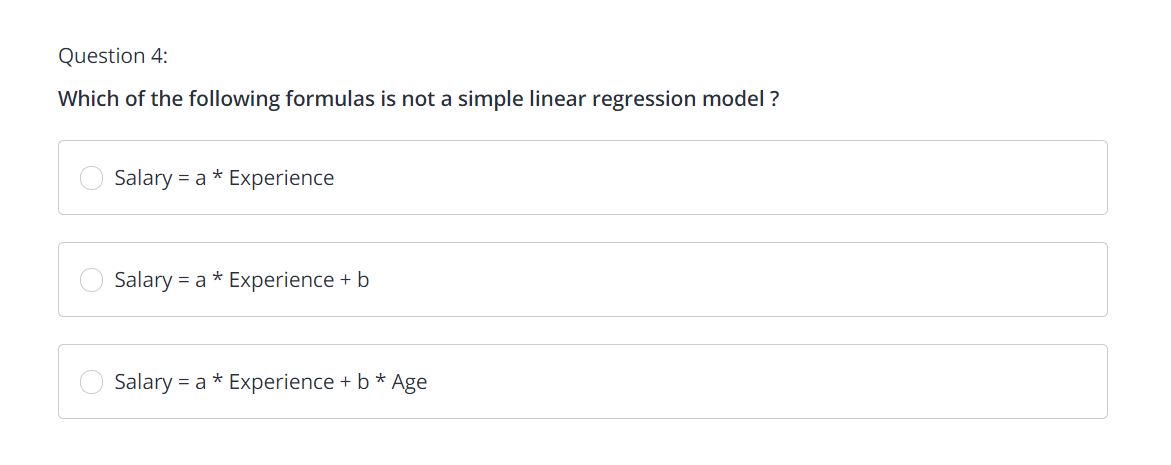 Question 4:
Which of the following formulas is not a simple linear regression model ?
Salary = a * Experience
Salary = a * Experience + b
Salary = a * Experience + b * Age